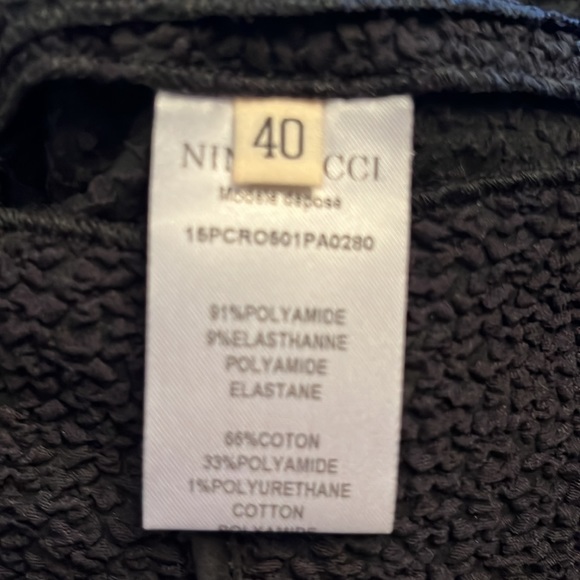 40
NIN CCI
Modèle déposé
15PCRO501PA0280
91%POLYAMIDE
9%ELASTHANNE
POLYAMIDE
ELASTANE
66%COTON
33%POLYAMIDE
1%POLYURETHANE
COTTON
POLYAMIDE